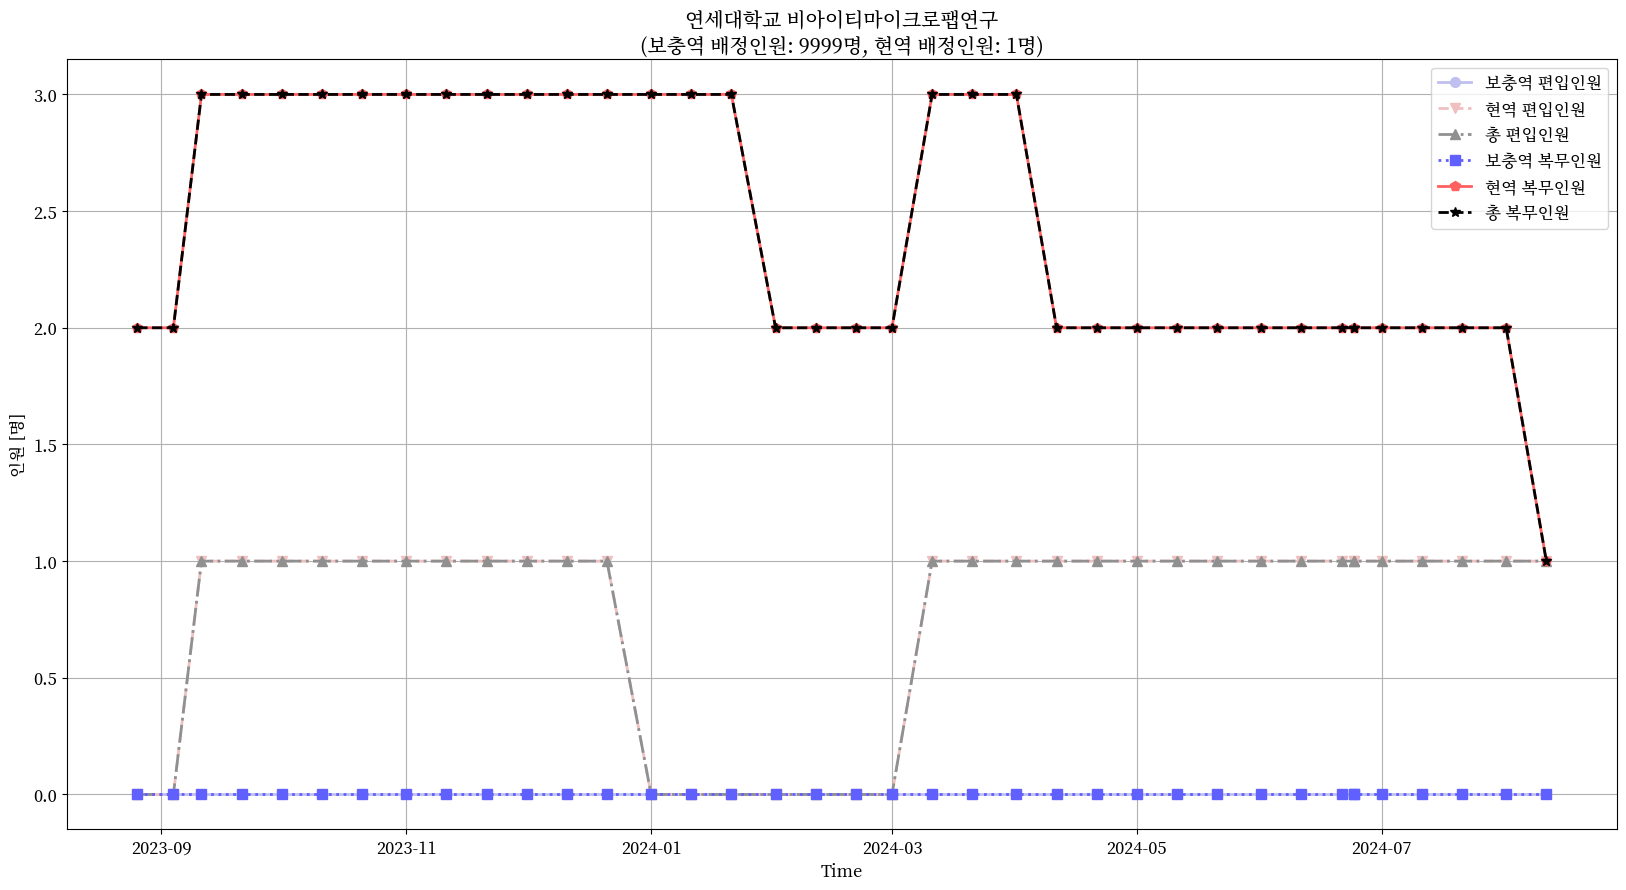 연세대학교 비아이티마이크로팹연구
(보충역 배정인원: 9999명, 현역 배정인원: 1명)
보충역 편입인원
현역 편입인원
총 편입인원
보충역 복무인원
현역 복무인원
총 복무인원
인원 [명]
3.0
2.5
2.0
1.5
1.0
0.5
0.0
2023-09
2023-11
2024-01
2024-03
2024-05
2024-07
Time